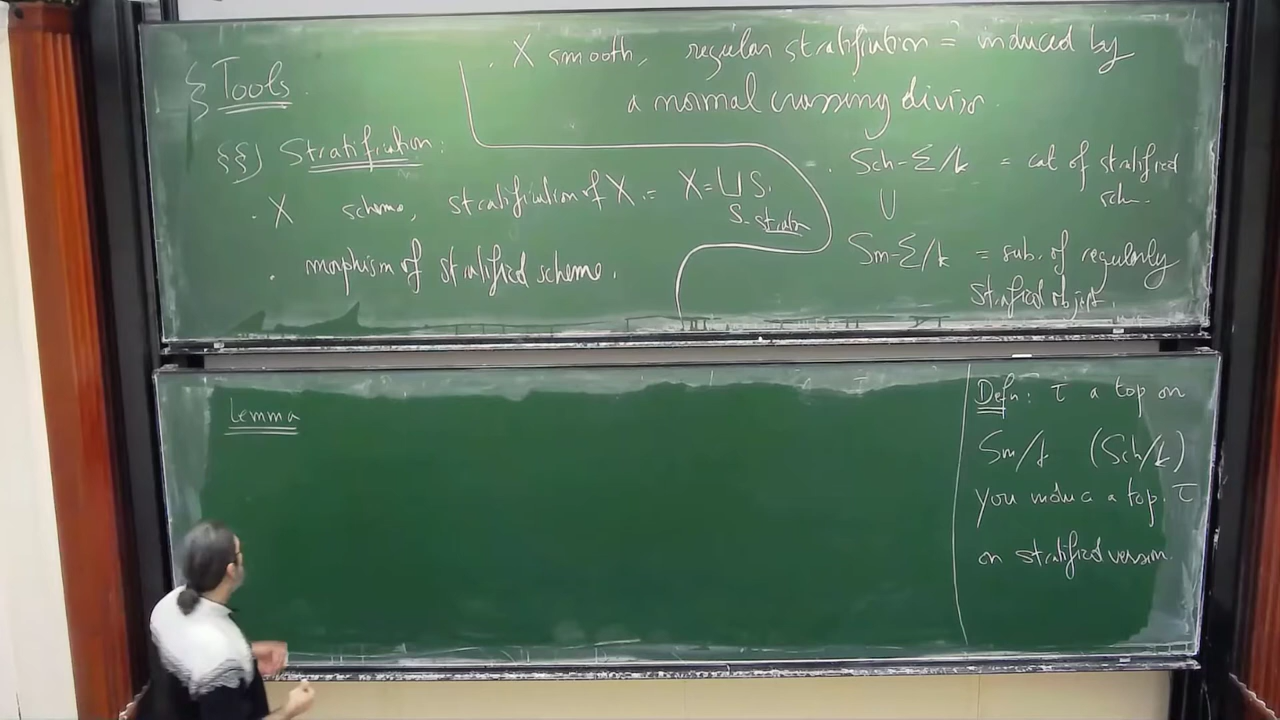 § Tools
§§) Stratification:
. X scheme, stratification of X := X = ⊔ S.
S-stratum
. morphism of stratified scheme.
. X smooth, regular stratification = induced by
a normal crossing divisor.
. Sch-Σ/k = cat of stratified
sch.
∪
Sm-Σ/k = sub. of regularly
stratified object.
Lemma
Defn: τ a top on
Sm/k (Sch/k)
you induce a top. τ
on stratified version.